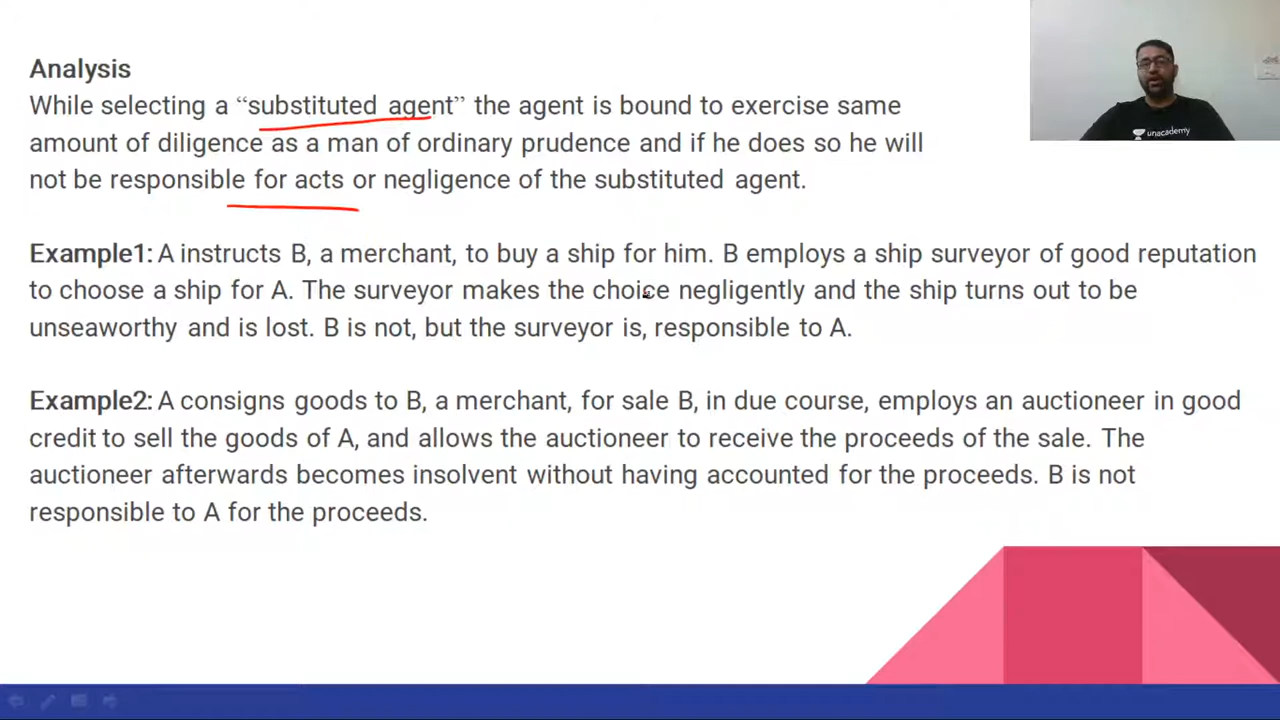 Analysis
While selecting a “substituted agent” the agent is bound to exercise same
amount of diligence as a man of ordinary prudence and if he does so he will
not be responsible for acts or negligence of the substituted agent.
Example1: A instructs B, a merchant, to buy a ship for him. B employs a ship surveyor of good reputation
to choose a ship for A. The surveyor makes the choice negligently and the ship turns out to be
unseaworthy and is lost. B is not, but the surveyor is, responsible to A.
Example2: A consigns goods to B, a merchant, for sale B, in due course, employs an auctioneer in good
credit to sell the goods of A, and allows the auctioneer to receive the proceeds of the sale. The
auctioneer afterwards becomes insolvent without having accounted for the proceeds. B is not
responsible to A for the proceeds.
unacademy